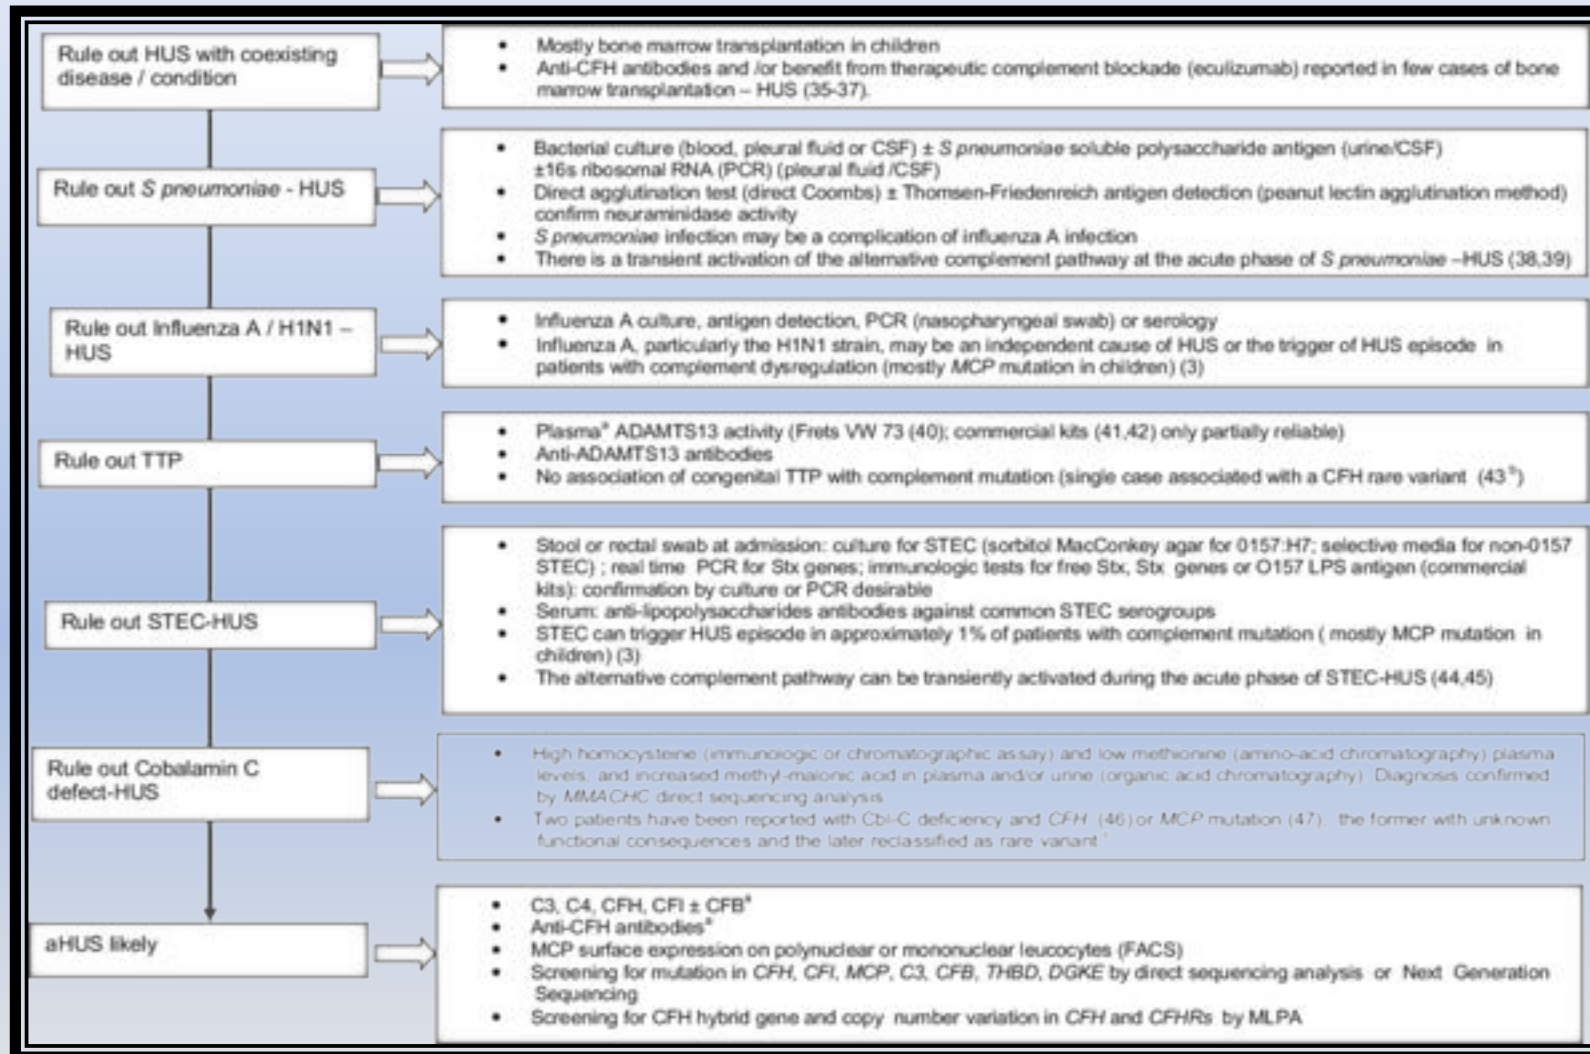 Rule out HUS with coexisting
disease / condition
• Mostly bone marrow transplantation in children
• Anti-CFH antibodies and /or benefit from therapeutic complement blockade (eculizumab) reported in few cases of bone
marrow transplantation – HUS (35-37).
Rule out S pneumoniae - HUS
• Bacterial culture (blood, pleural fluid or CSF) ± S pneumoniae soluble polysaccharide antigen (urine/CSF)
±16s ribosomal RNA (PCR) (pleural fluid /CSF)
• Direct agglutination test (direct Coombs) ± Thomsen-Friedenreich antigen detection (peanut lectin agglutination method)
confirm neuraminidase activity
• S pneumoniae infection may be a complication of influenza A infection
• There is a transient activation of the alternative complement pathway at the acute phase of S pneumoniae –HUS (38,39)
Rule out Influenza A / H1N1 –
HUS
• Influenza A culture, antigen detection, PCR (nasopharyngeal swab) or serology
• Influenza A, particularly the H1N1 strain, may be an independent cause of HUS or the trigger of HUS episode in
patients with complement dysregulation (mostly MCP mutation in children) (3)
Rule out TTP
• Plasmaª ADAMTS13 activity (Frets VW 73 (40); commercial kits (41,42) only partially reliable)
• Anti-ADAMTS13 antibodies
• No association of congenital TTP with complement mutation (single case associated with a CFH rare variant (43 ᵇ)
Rule out STEC-HUS
• Stool or rectal swab at admission: culture for STEC (sorbitol MacConkey agar for 0157:H7; selective media for non-0157
STEC) ; real time PCR for Stx genes; immunologic tests for free Stx, Stx genes or O157 LPS antigen (commercial
kits): confirmation by culture or PCR desirable
• Serum: anti-lipopolysaccharides antibodies against common STEC serogroups
• STEC can trigger HUS episode in approximately 1% of patients with complement mutation ( mostly MCP mutation in
children) (3)
• The alternative complement pathway can be transiently activated during the acute phase of STEC-HUS (44,45)
Rule out Cobalamin C
defect-HUS
• High homocysteine (immunologic or chromatographic assay) and low methionine (amino-acid chromatography) plasma
levels, and increased methyl-malonic acid in plasma and/or urine (organic acid chromatography). Diagnosis confirmed
by MMACHC direct sequencing analysis
• Two patients have been reported with Cbl-C deficiency and CFH (46) or MCP mutation (47), the former with unknown
functional consequences and the later reclassified as rare variant
aHUS likely
• C3, C4, CFH, CFI ± CFBª
• Anti-CFH antibodiesª
• MCP surface expression on polynuclear or mononuclear leucocytes (FACS)
• Screening for mutation in CFH, CFI, MCP, C3, CFB, THBD, DGKE by direct sequencing analysis or Next Generation
Sequencing
• Screening for CFH hybrid gene and copy number variation in CFH and CFHRs by MLPA